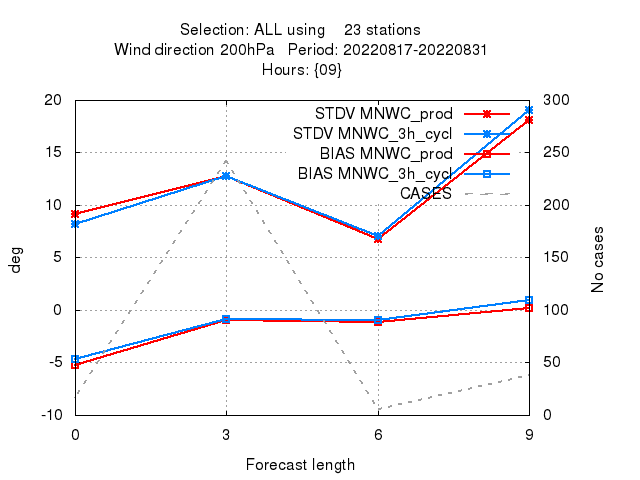 Selection: ALL using    23 stations
Wind direction 200hPa   Period: 20220817-20220831
Hours: {09}
STDV MNWC_prod
STDV MNWC_3h_cycl
BIAS MNWC_prod
BIAS MNWC_3h_cycl
CASES
20
15
10
5
0
-5
-10
deg
300
250
200
150
100
50
0
No cases
0 3 6 9
Forecast length